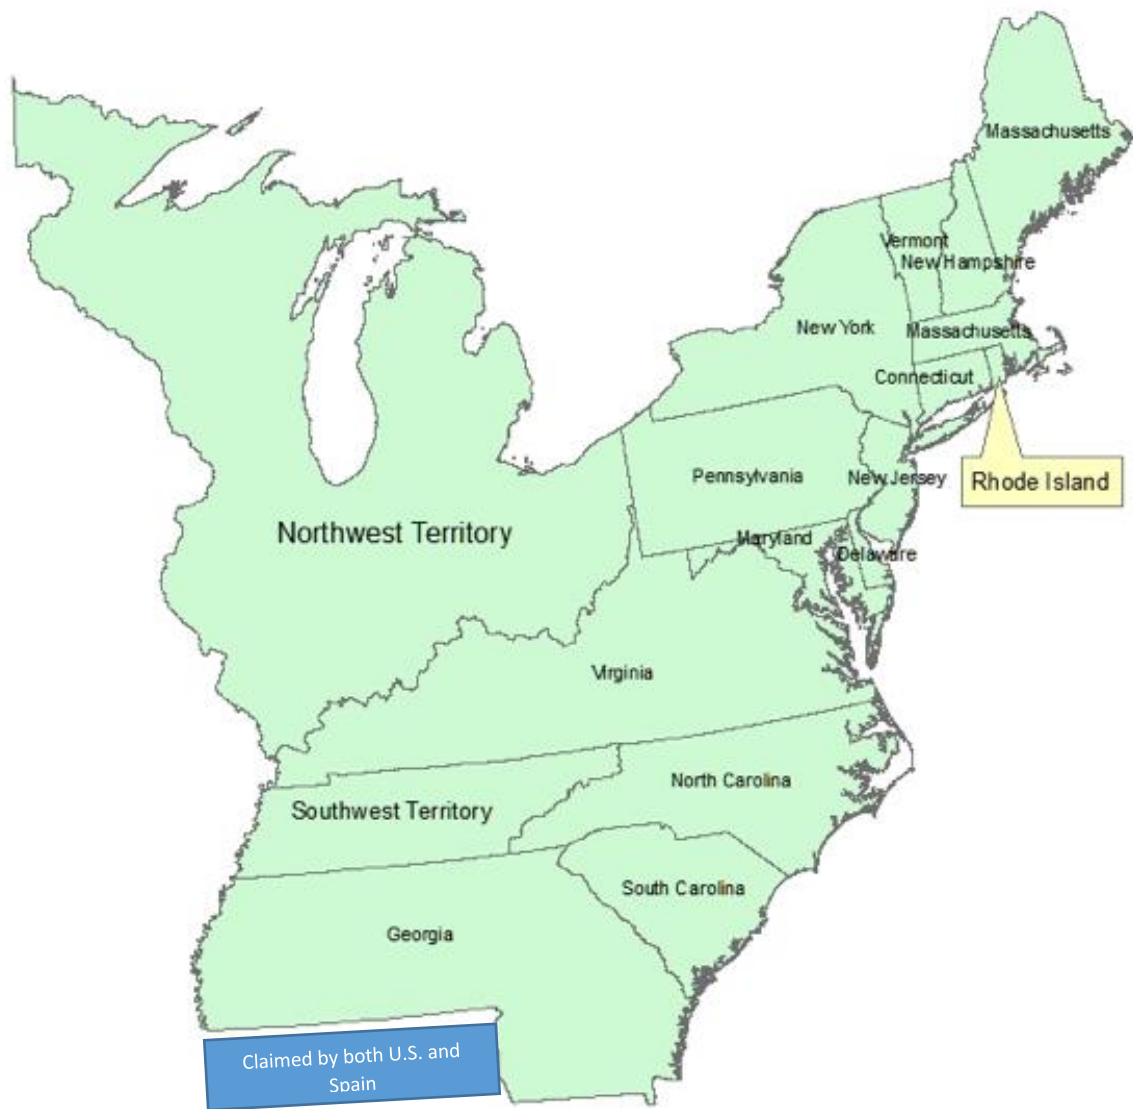 Massachusetts
Vermont
New Hampshire
New York
Massachusetts
Connecticut
Rhode Island
Pennsylvania
New Jersey
Northwest Territory
Maryland
Delaware
Virginia
North Carolina
Southwest Territory
South Carolina
Georgia
Claimed by both U.S. and
Spain